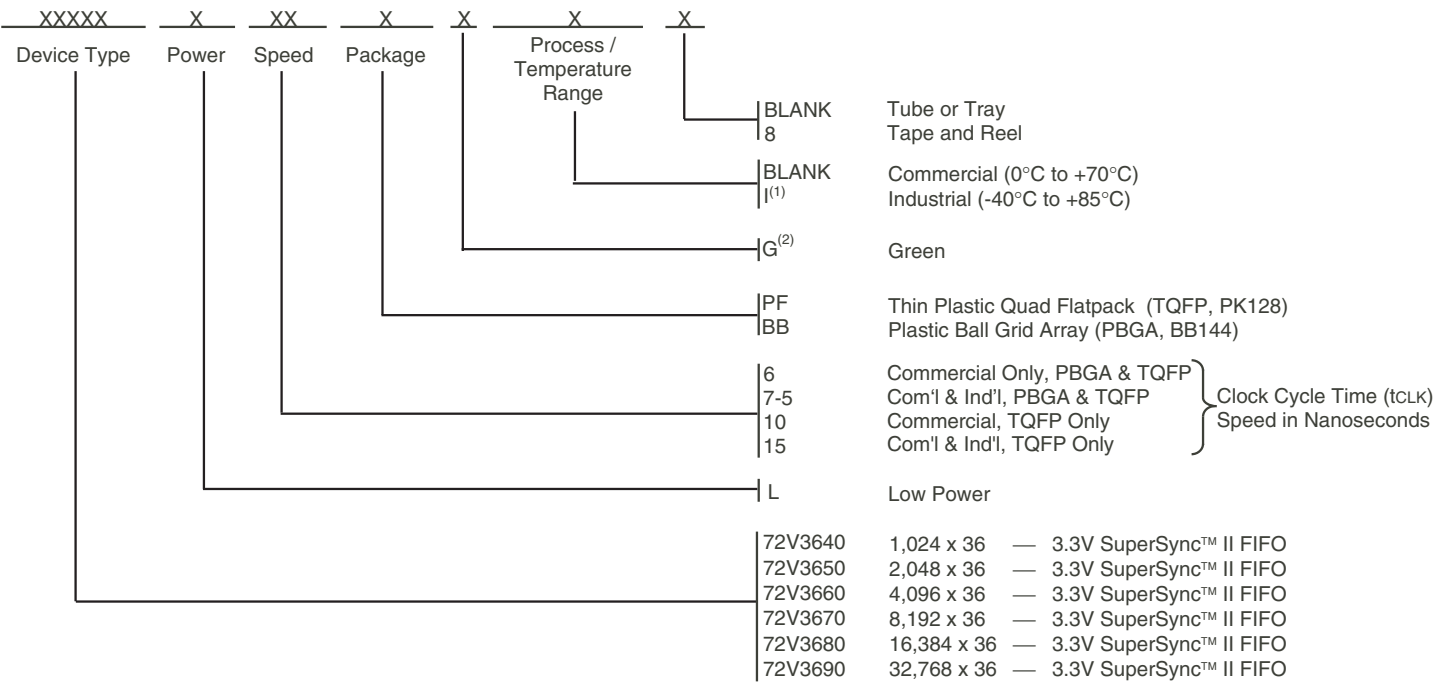 XXXXX X XX X X X X
Device Type Power Speed Package Process /
Temperature
Range
BLANK Tube or Tray
8 Tape and Reel
BLANK Commercial (0°C to +70°C)
I(1) Industrial (-40°C to +85°C)
G(2) Green
PF Thin Plastic Quad Flatpack (TQFP, PK128)
BB Plastic Ball Grid Array (PBGA, BB144)
6 Commercial Only, PBGA & TQFP
7-5 Com'l & Ind'l, PBGA & TQFP
10 Commercial, TQFP Only
15 Com'l & Ind'l, TQFP Only
Clock Cycle Time (tCLK)
Speed in Nanoseconds
L Low Power
72V3640 1,024 x 36 — 3.3V SuperSync™ II FIFO
72V3650 2,048 x 36 — 3.3V SuperSync™ II FIFO
72V3660 4,096 x 36 — 3.3V SuperSync™ II FIFO
72V3670 8,192 x 36 — 3.3V SuperSync™ II FIFO
72V3680 16,384 x 36 — 3.3V SuperSync™ II FIFO
72V3690 32,768 x 36 — 3.3V SuperSync™ II FIFO